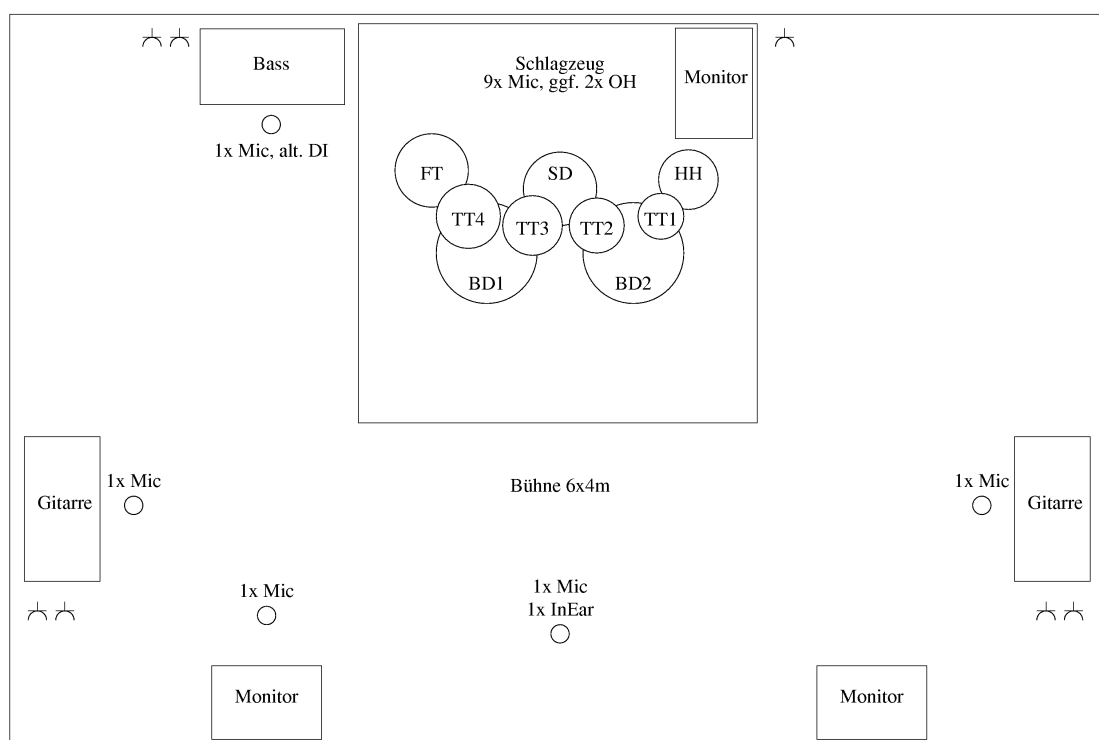 Bass
Schlagzeug
9x Mic, ggf. 2x OH
Monitor
1x Mic, alt. DI
FT
SD
HH
TT4
TT3
TT2
TT1
BD1
BD2
Gitarre
1x Mic
Bühne 6x4m
1x Mic
Gitarre
1x Mic
1x Mic
1x InEar
Monitor
Monitor